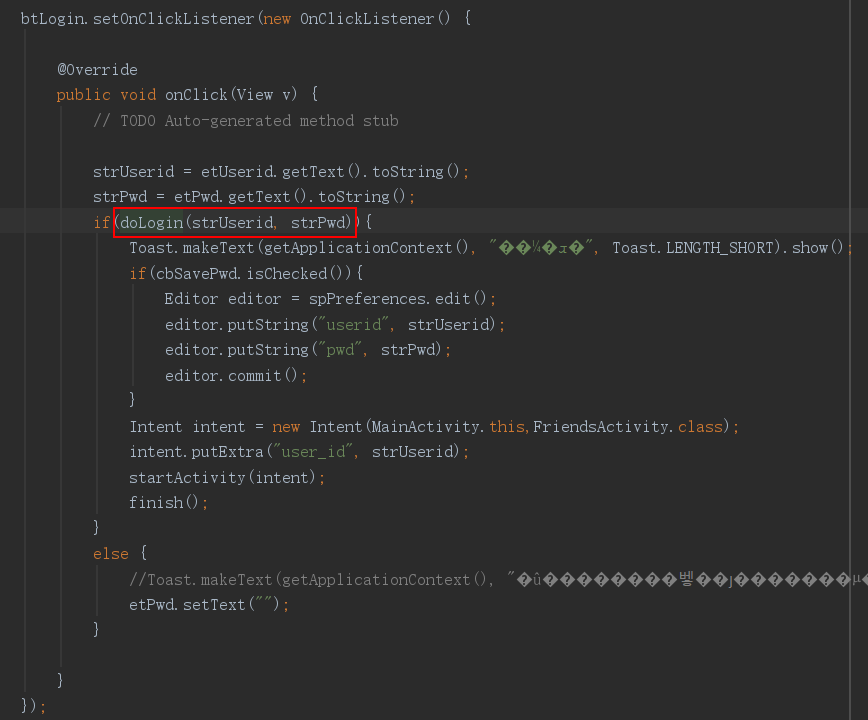 btLogin.setOnClickListener(new OnClickListener() {
@Override
public void onClick(View v) {
// TODO Auto-generated method stub
strUserid = etUserid.getText().toString();
strPwd = etPwd.getText().toString();
if(doLogin(strUserid, strPwd)){
Toast.makeText(getApplicationContext(), "��¼�ɹ�", Toast.LENGTH_SHORT).show();
if(cbSavePwd.isChecked()){
Editor editor = spPreferences.edit();
editor.putString("userid", strUserid);
editor.putString("pwd", strPwd);
editor.commit();
}
Intent intent = new Intent(MainActivity.this,FriendsActivity.class);
intent.putExtra("user_id", strUserid);
startActivity(intent);
finish();
}
else {
//Toast.makeText(getApplicationContext(), "
etPwd.setText("");
}
}
});